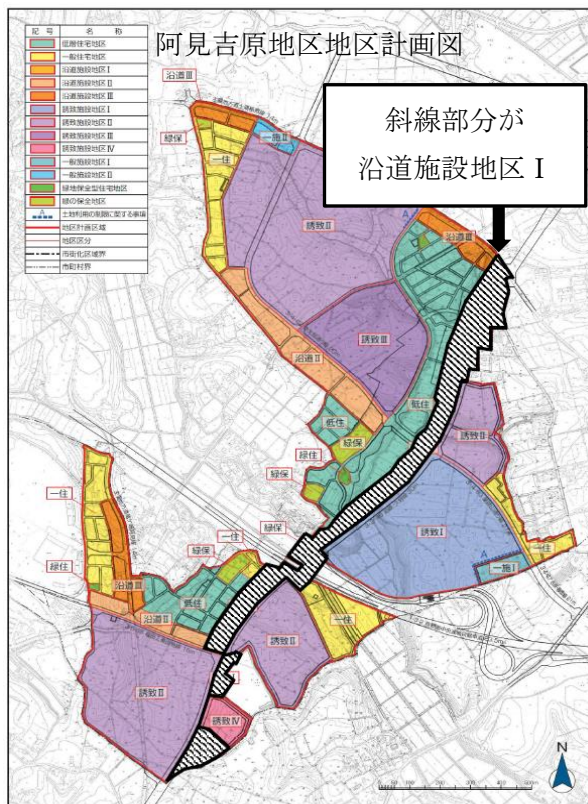 阿見吉原地区地区計画図
記 号 名 称
低層住宅地区
一般住宅地区
沿道施設地区Ⅰ
沿道施設地区Ⅱ
沿道施設地区Ⅲ
誘致施設地区Ⅰ
誘致施設地区Ⅱ
誘致施設地区Ⅲ
誘致施設地区Ⅳ
一般施設地区Ⅰ
一般施設地区Ⅱ
緑地保全型住宅地区
緑の保全地区
A 土地利用の制限に関する事項
地区計画区域
地区区分
市街化区域界
市町村界
斜線部分が
沿道施設地区Ⅰ
沿道Ⅲ
緑保
一住
一施Ⅱ
誘致Ⅱ
A
沿道Ⅲ
誘致Ⅲ
沿道Ⅱ
低住
低住
緑保
緑住
緑保
誘致Ⅱ
一住
緑保
誘致Ⅰ
一住
緑保
A
一住
一施Ⅰ
緑住
沿道Ⅲ
低住
沿道Ⅱ
誘致Ⅱ
一住
誘致Ⅱ
誘致Ⅳ
N